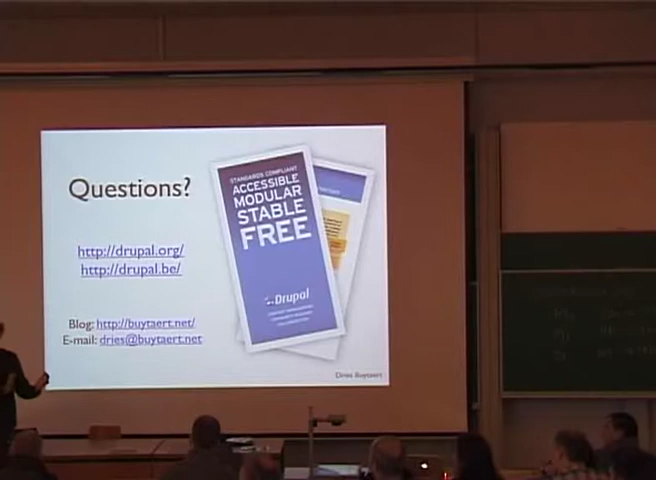 Questions?
http://drupal.org/
http://drupal.be/
Blog: http://buytaert.net/
E-mail: dries@buytaert.net
STANDARDS COMPLIANT
ACCESSIBLE
MODULAR
STABLE
FREE
Drupal
Dries Buytaert